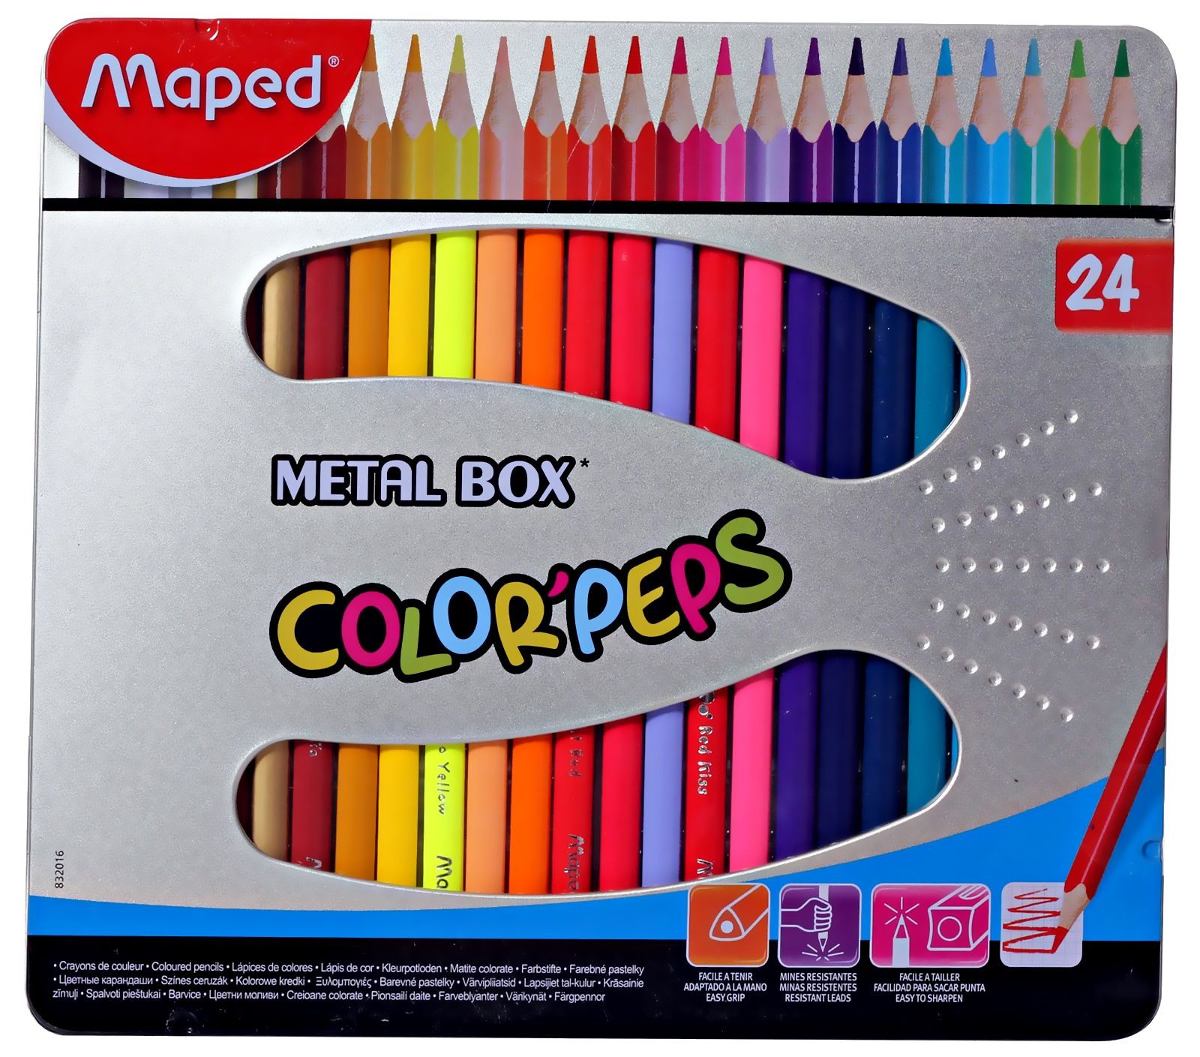 Maped®
24
METAL BOX*
COLOR'PEPS
Yellow
Red
Red Kiss
832016
• Crayons de couleur • Coloured pencils • Lápices de colores • Lápis de cor • Kleurpotloden • Matite colorate • Farbstifte • Farebné pastelky
• Цветные карандаши • Színes ceruzák • Kolorowe kredki • Ξυλομπογιές • Barevné pastelky • Värvipliiatsid • Lapsijiet tal-kulur • Krāsainie
zīmuļi • Spalvoti pieštukai • Barvice • Цветни моливи • Creioane colorate • Pionsailí daite • Farveblyanter • Värikynät • Färgpennor
FACILE A TENIR
ADAPTADO A LA MANO
EASY GRIP
MINES RESISTANTES
MINAS RESISTENTES
RESISTANT LEADS
FACILE A TAILLER
FACILIDAD PARA SACAR PUNTA
EASY TO SHARPEN